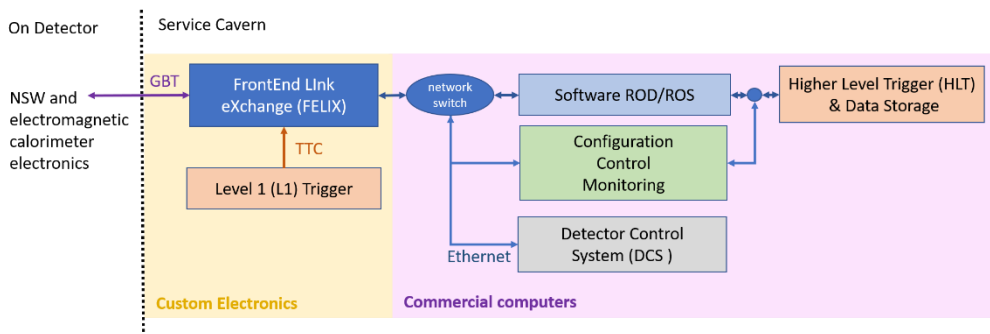 On Detector
Service Cavern
GBT
NSW and
electromagnetic
calorimeter
electronics
FrontEnd LInk
eXchange (FELIX)
TTC
Level 1 (L1) Trigger
Custom Electronics
network
switch
Software ROD/ROS
Higher Level Trigger (HLT)
& Data Storage
Configuration
Control
Monitoring
Detector Control
System (DCS )
Ethernet
Commercial computers